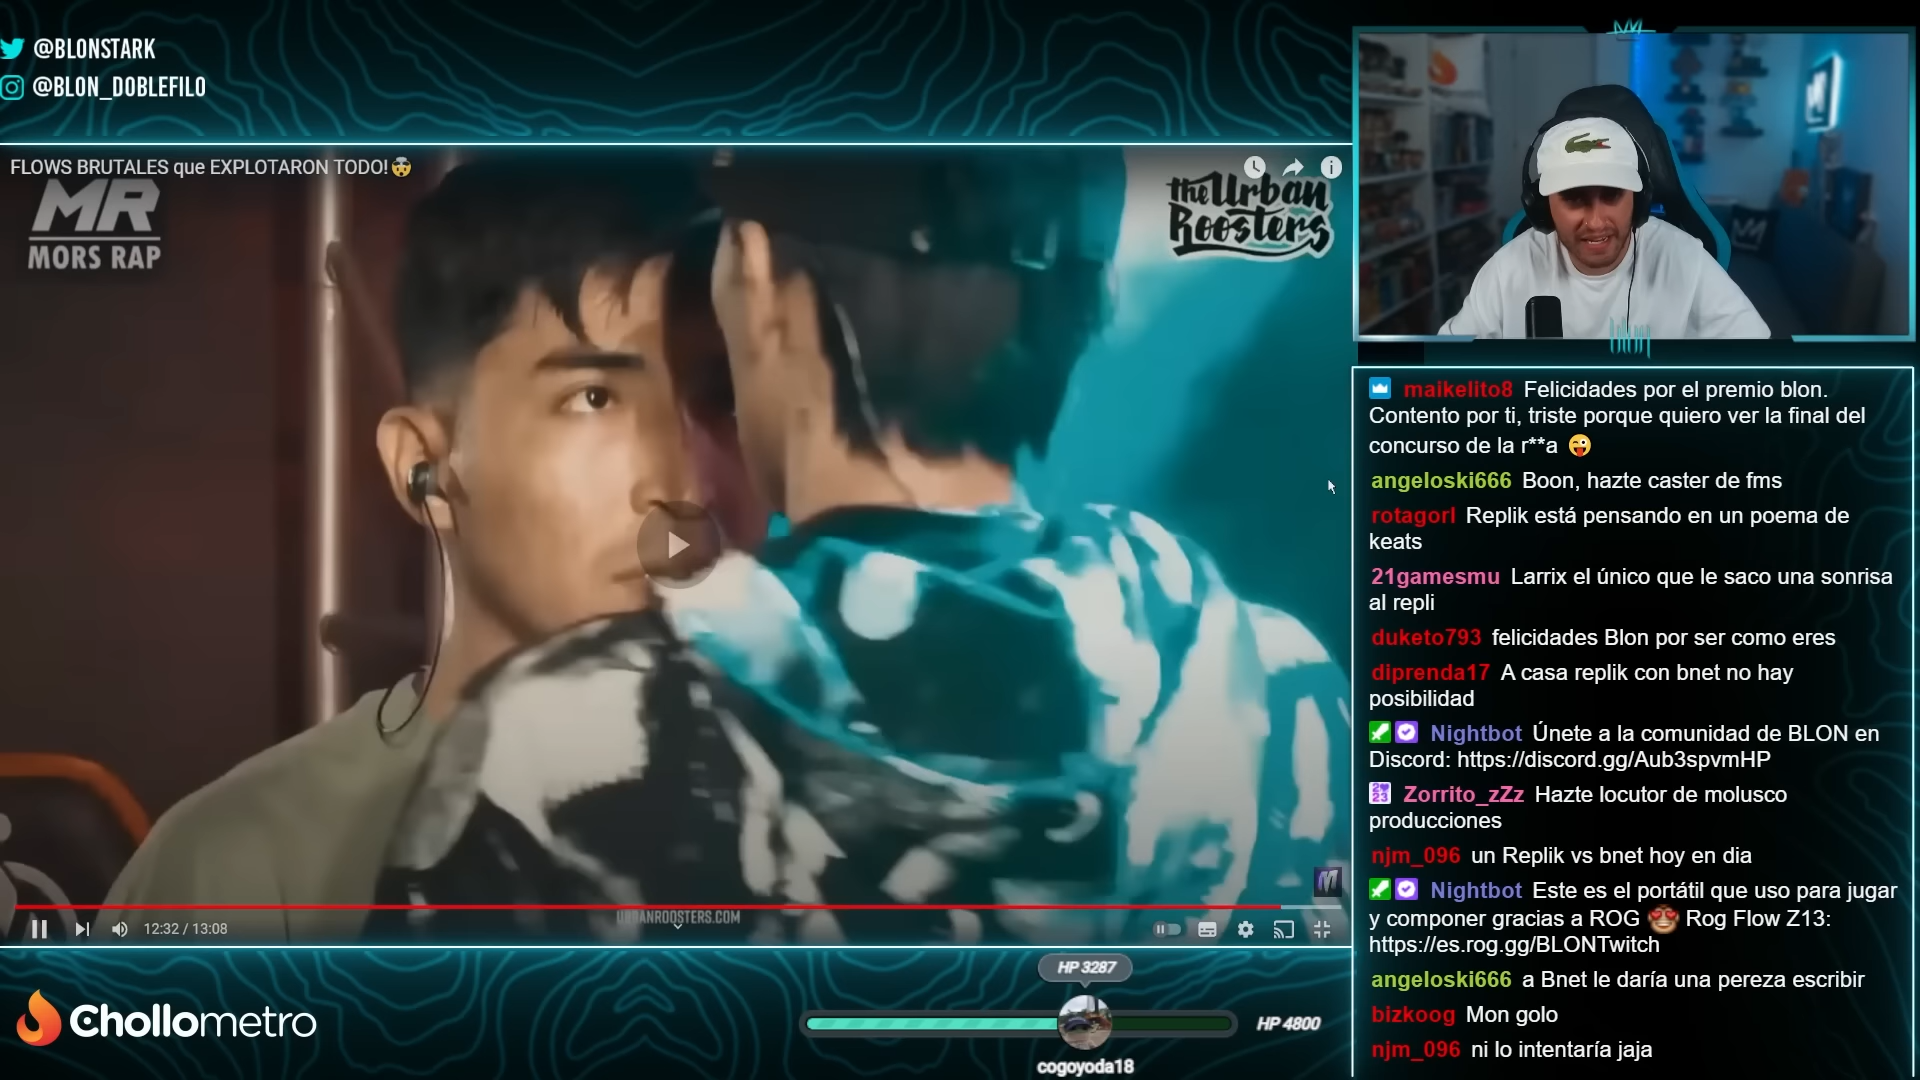 @BLONSTARK
@BLON_DOBLEFILO
FLOWS BRUTALES que EXPLOTARON TODO!🤯
MR
MORS RAP
the Urban
Roosters
URBANROOSTERS.COM
12:32 / 13:08
Chollometro
HP 3287
HP 4800
cogoyoda18
maikelito8 Felicidades por el premio blon.
Contento por ti, triste porque quiero ver la final del
concurso de la r**a 😜
angeloski666 Boon, hazte caster de fms
rotagorl Replik está pensando en un poema de
keats
21gamesmu Larrix el único que le saco una sonrisa
al repli
duketo793 felicidades Blon por ser como eres
diprenda17 A casa replik con bnet no hay
posibilidad
Nightbot Únete a la comunidad de BLON en
Discord: https://discord.gg/Aub3spvmHP
Zorrito_zZz Hazte locutor de molusco
producciones
njm_096 un Replik vs bnet hoy en dia
Nightbot Este es el portátil que uso para jugar
y componer gracias a ROG Rog Flow Z13:
https://es.rog.gg/BLONTwitch
angeloski666 a Bnet le daría una pereza escribir
bizkoog Mon golo
njm_096 ni lo intentaría jaja